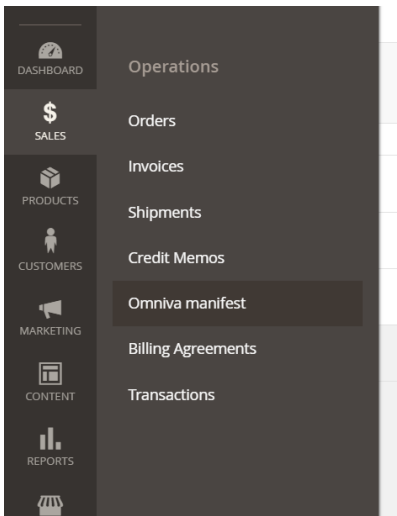 DASHBOARD
$
SALES
PRODUCTS
CUSTOMERS
MARKETING
CONTENT
REPORTS
Operations
Orders
Invoices
Shipments
Credit Memos
Omniva manifest
Billing Agreements
Transactions